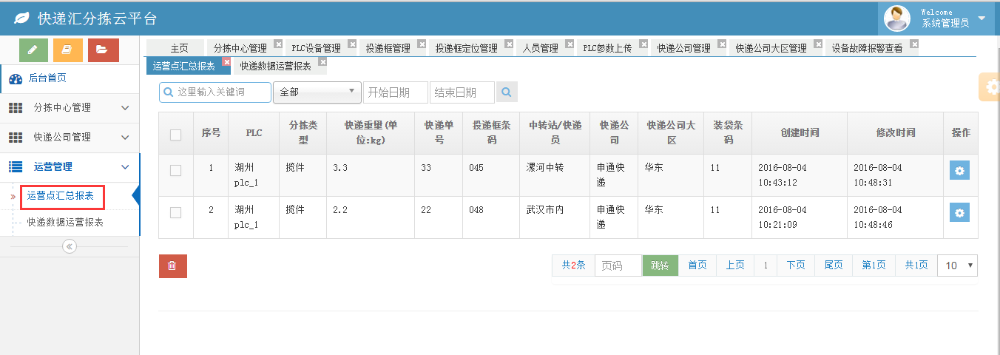 快递汇分拣云平台
Welcome
系统管理员
主页 分拣中心管理 PLC设备管理 投递框管理 投递框定位管理 人员管理 PLC参数上传 快递公司管理 快递公司大区管理 设备故障报警查看
运营点汇总报表 快递数据运营报表
后台首页
分拣中心管理
快递公司管理
运营管理
运营点汇总报表
快递数据运营报表
这里输入关键词 全部 开始日期 结束日期
序号 PLC 分拣类型 快递重量(单位:kg) 快递单号 投递框条码 中转站/快递员 快递公司 快递公司大区 装袋条码 创建时间 修改时间 操作
1 湖州plc_1 揽件 3.3 33 045 漯河中转 申通快递 华东 11 2016-08-04 10:43:12 2016-08-04 10:48:31
2 湖州plc_1 揽件 2.2 22 048 武汉市内 申通快递 华东 11 2016-08-04 10:21:09 2016-08-04 10:48:46
共2条 页码 跳转 首页 上页 1 下页 尾页 第1页 共1页 10